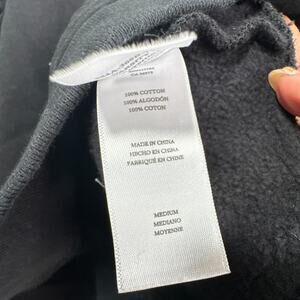 100% COTTON
100% ALGODÓN
100% COTON
MADE IN CHINA
HECHO EN CHINA
FABRIQUÉ EN CHINE
MEDIUM
MEDIANO
MOYENNE